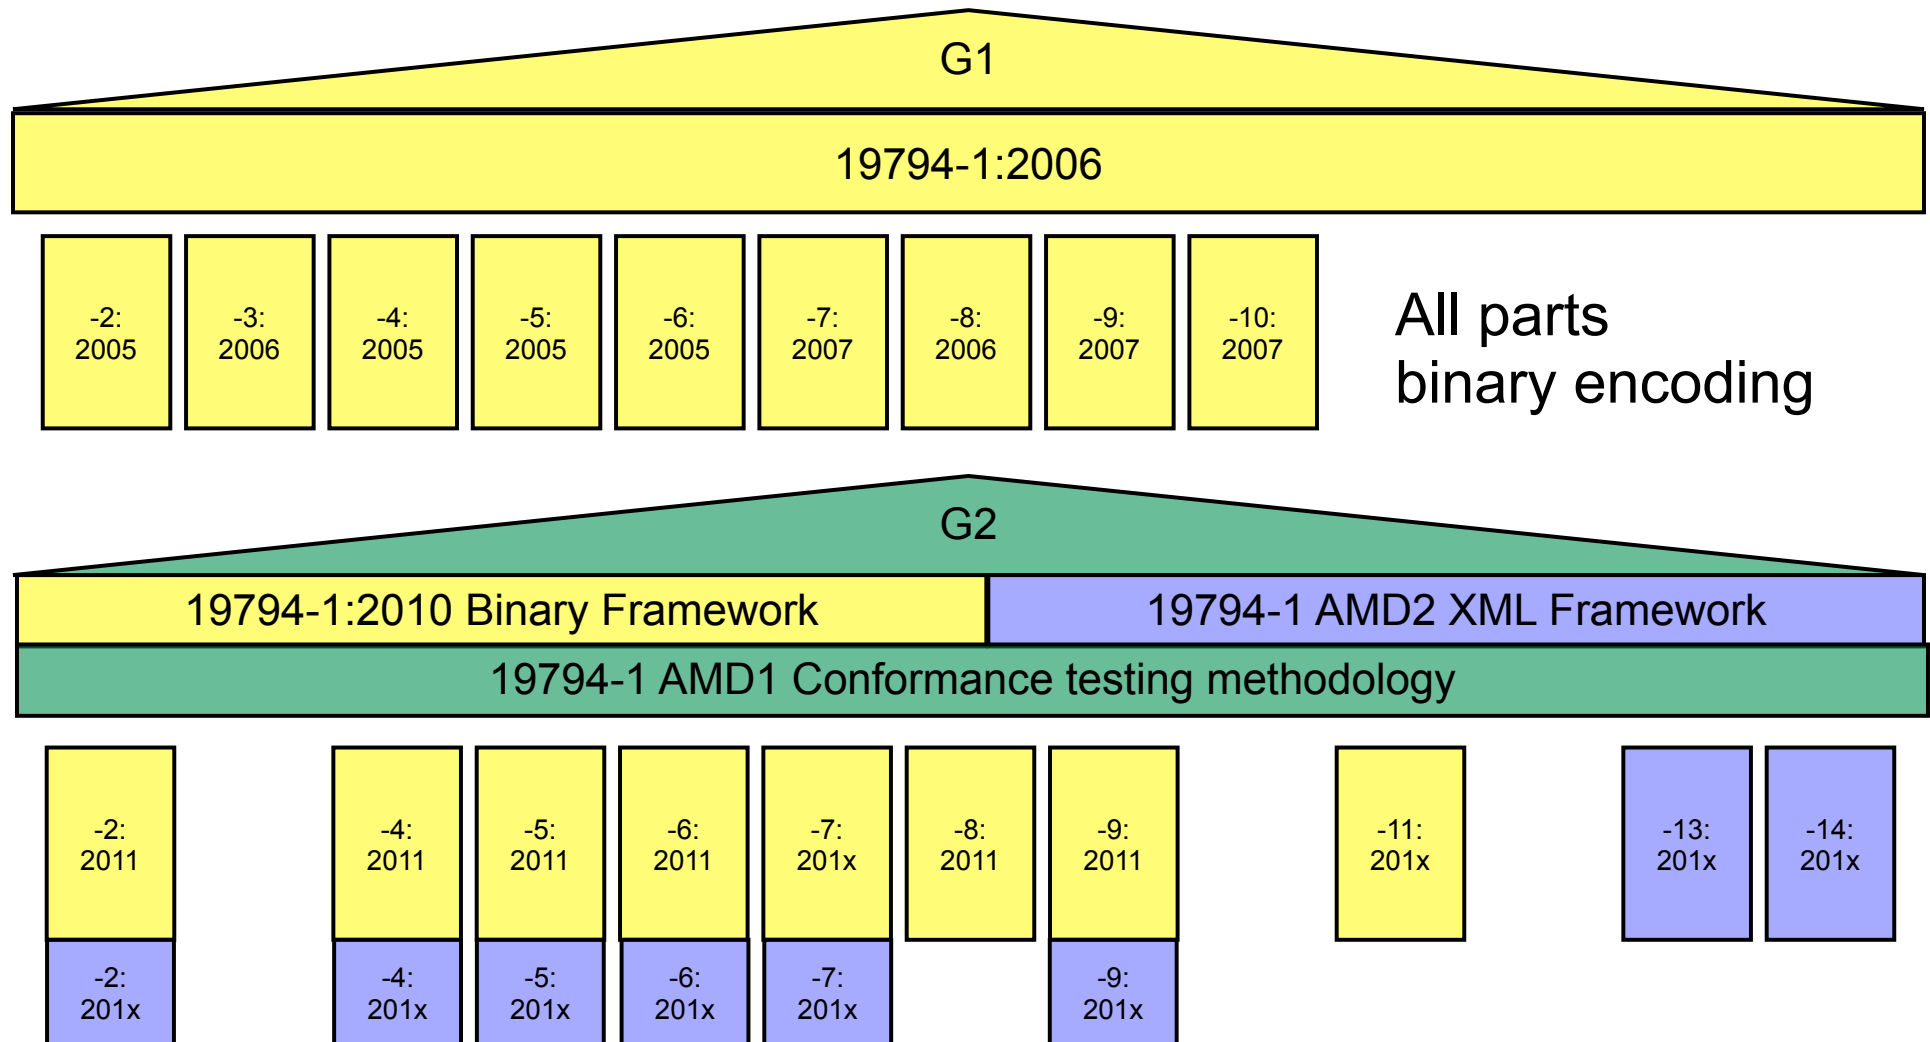 G1
19794-1:2006
-2:
2005
-3:
2006
-4:
2005
-5:
2005
-6:
2005
-7:
2007
-8:
2006
-9:
2007
-10:
2007
All parts
binary encoding
G2
19794-1:2010 Binary Framework
19794-1 AMD2 XML Framework
19794-1 AMD1 Conformance testing methodology
-2:
2011
-4:
2011
-5:
2011
-6:
2011
-7:
201x
-8:
2011
-9:
2011
-11:
201x
-13:
201x
-14:
201x
-2:
201x
-4:
201x
-5:
201x
-6:
201x
-7:
201x
-9:
201x